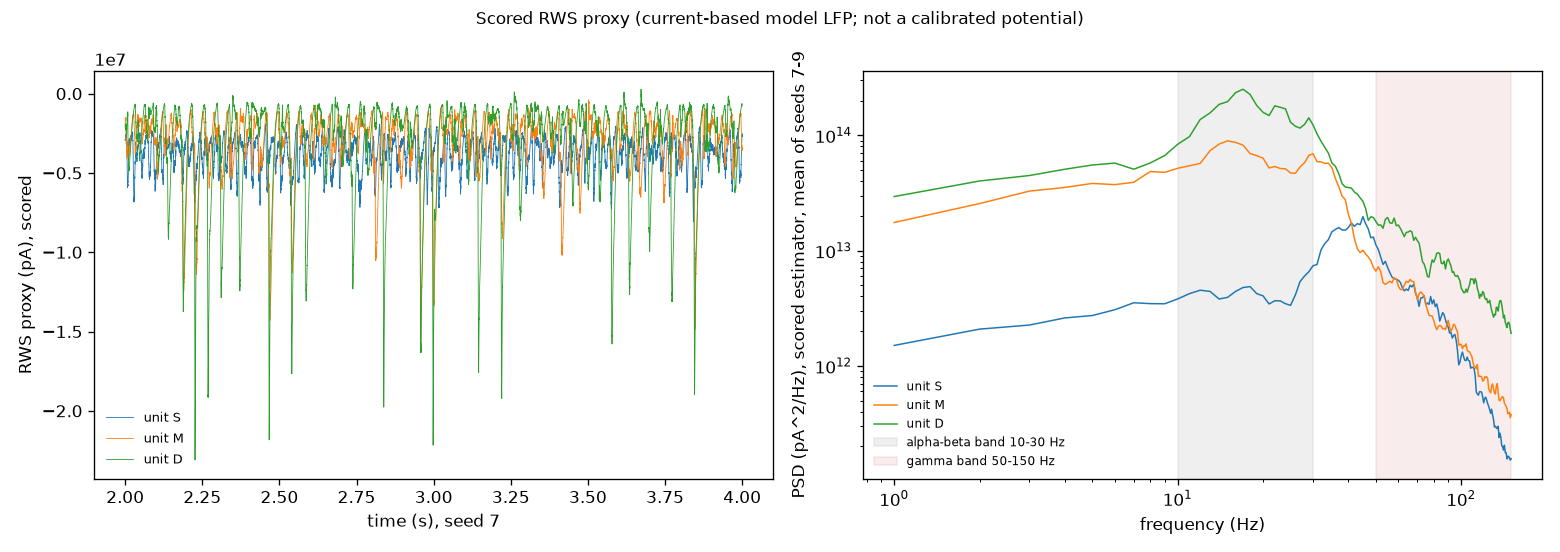 Scored RWS proxy (current-based model LFP; not a calibrated potential)
1e7
RWS proxy (pA), scored
0.0
−0.5
−1.0
−1.5
−2.0
unit S
unit M
unit D
2.00
2.25
2.50
2.75
3.00
3.25
3.50
3.75
4.00
time (s), seed 7
PSD (pA^2/Hz), scored estimator, mean of seeds 7-9
10^14
10^13
10^12
unit S
unit M
unit D
alpha-beta band 10-30 Hz
gamma band 50-150 Hz
10^0
10^1
10^2
frequency (Hz)